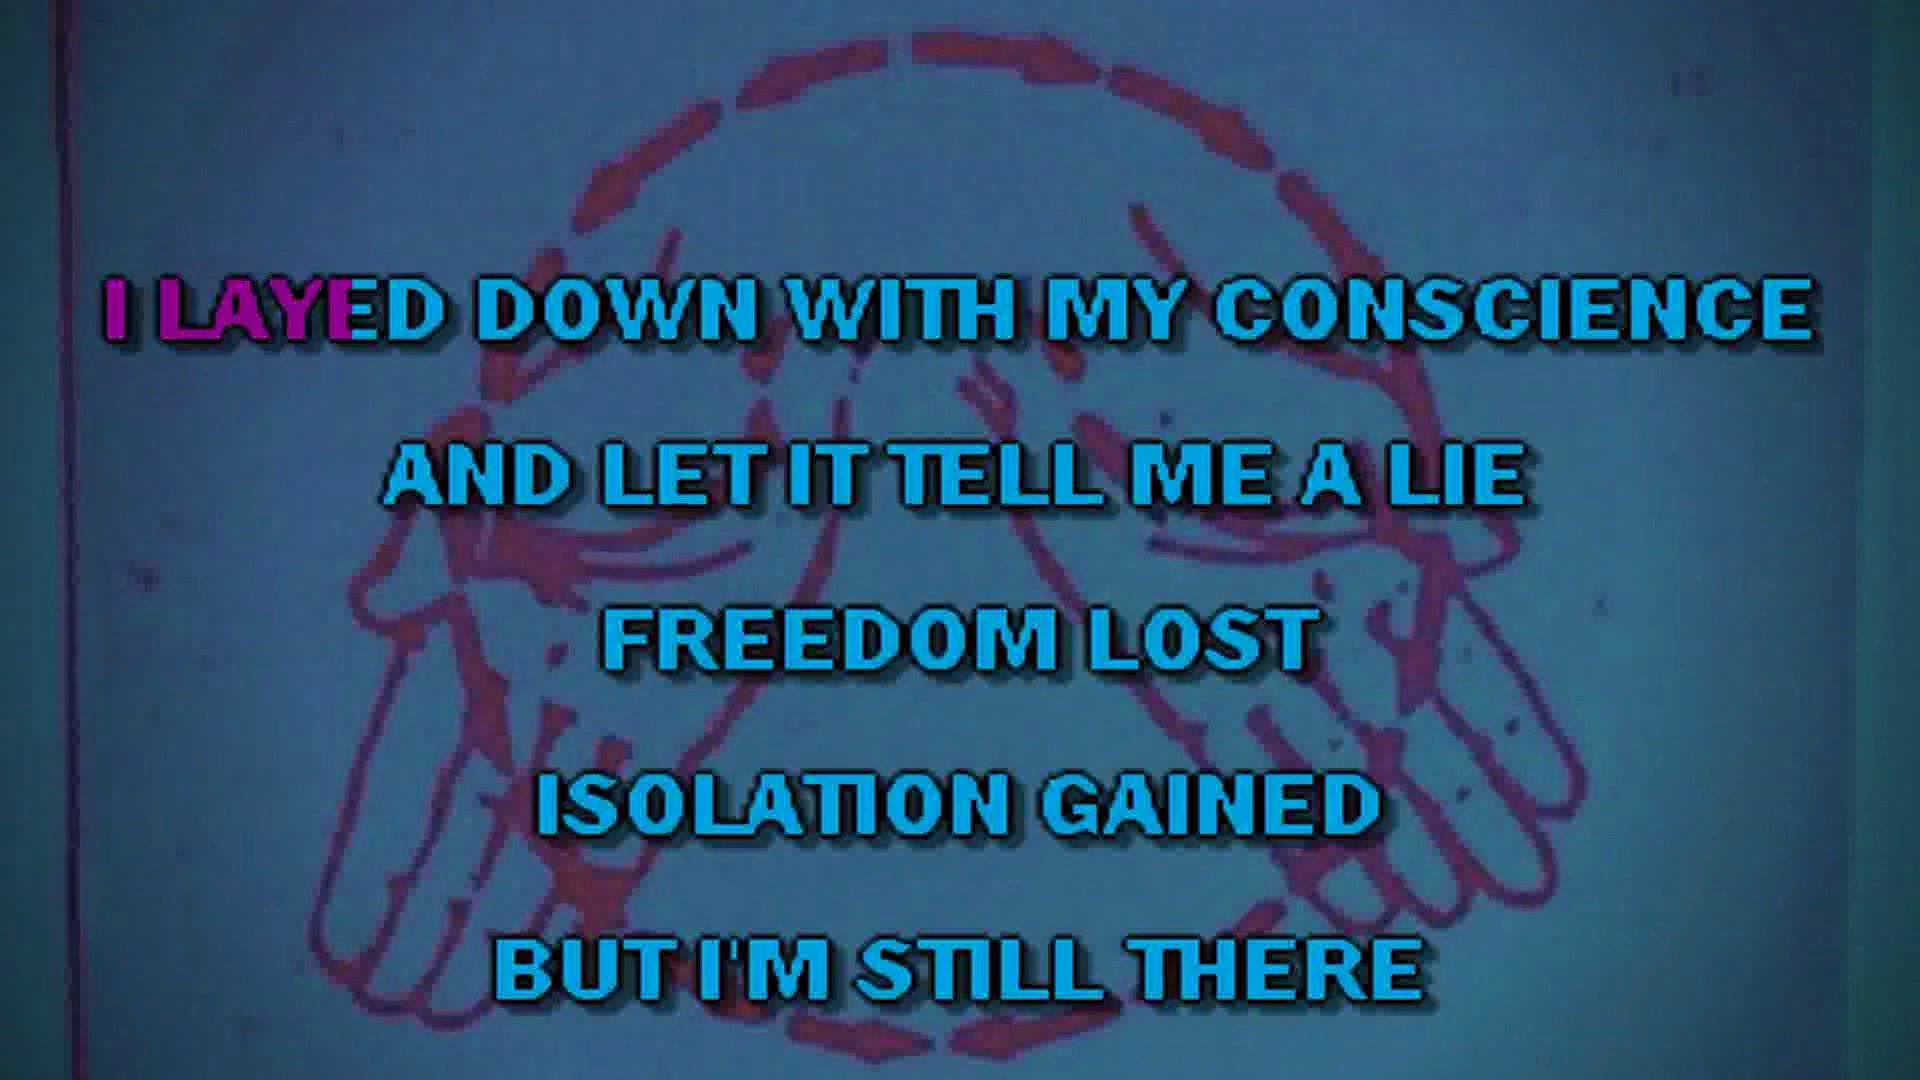 I LAYED DOWN WITH MY CONSCIENCE
AND LET IT TELL ME A LIE
FREEDOM LOST
ISOLATION GAINED
BUT I'M STILL THERE